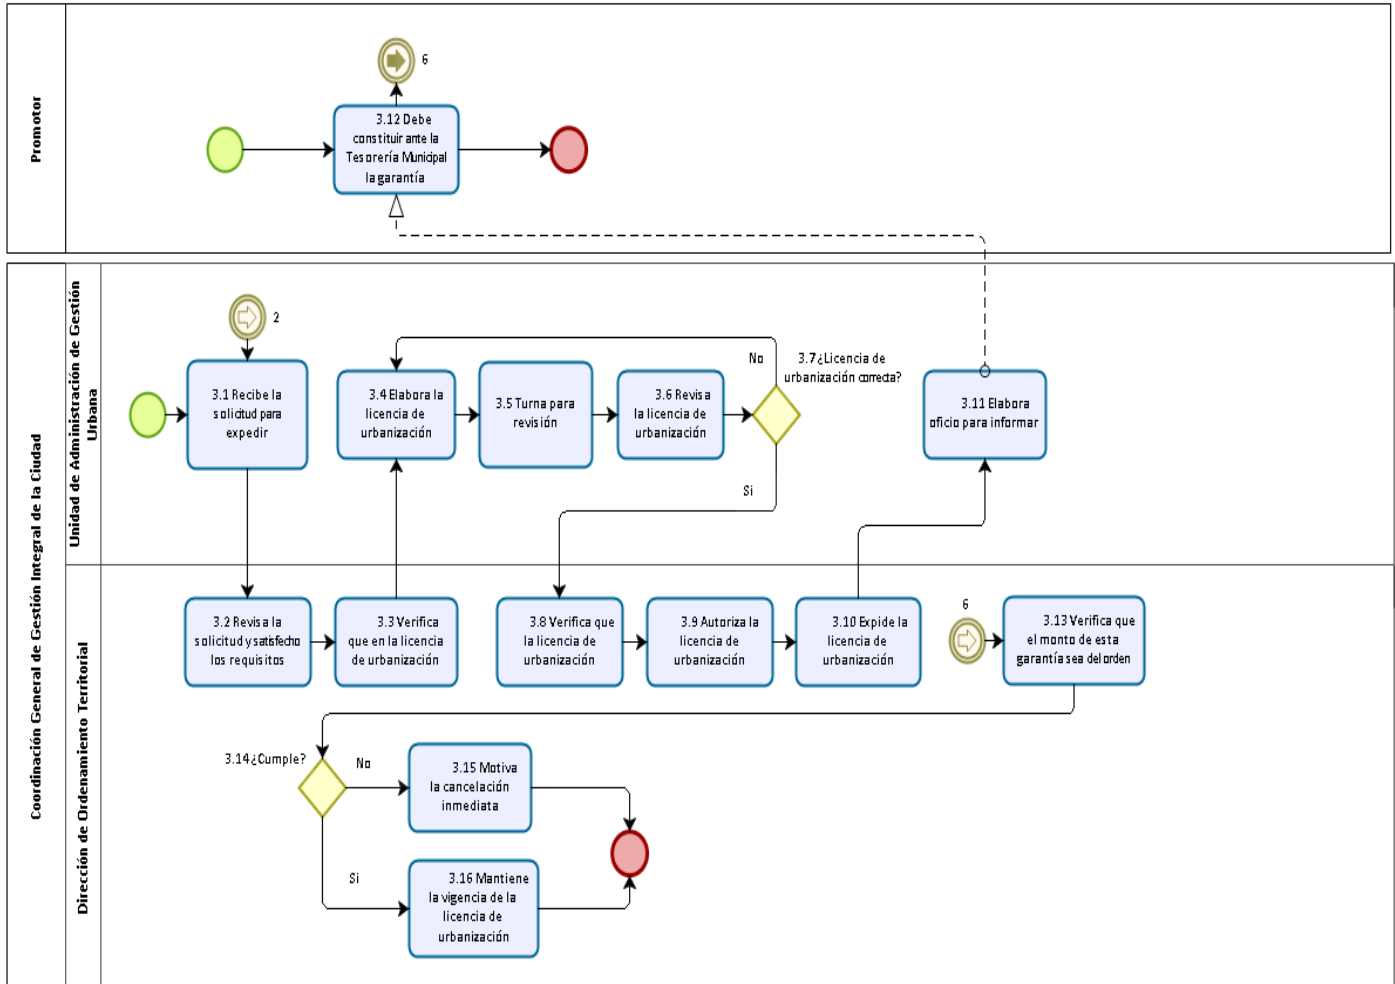 Promotor
6
3.12 Debe
constituir ante la
Tesorería Municipal
la garantía
Coordinación General de Gestión Integral de la Ciudad
Unidad de Administración de Gestión
Urbana
2
3.1 Recibe la
solicitud para
expedir
3.4 Elabora la
licencia de
urbanización
3.5 Turna para
revisión
3.6 Revisa
la licencia de
urbanización
No
3.7 ¿Licencia de
urbanización correcta?
Si
3.11 Elabora
oficio para informar
Dirección de Ordenamiento Territorial
3.2 Revisa la
solicitud y satisfecho
los requisitos
3.3 Verifica
que en la licencia
de urbanización
3.8 Verifica que
la licencia de
urbanización
3.9 Autoriza la
licencia de
urbanización
3.10 Expide la
licencia de
urbanización
6
3.13 Verifica que
el monto de esta
garantía sea del orden
3.14 ¿Cumple?
No
3.15 Motiva
la cancelación
inmediata
Si
3.16 Mantiene
la vigencia de la
licencia de
urbanización